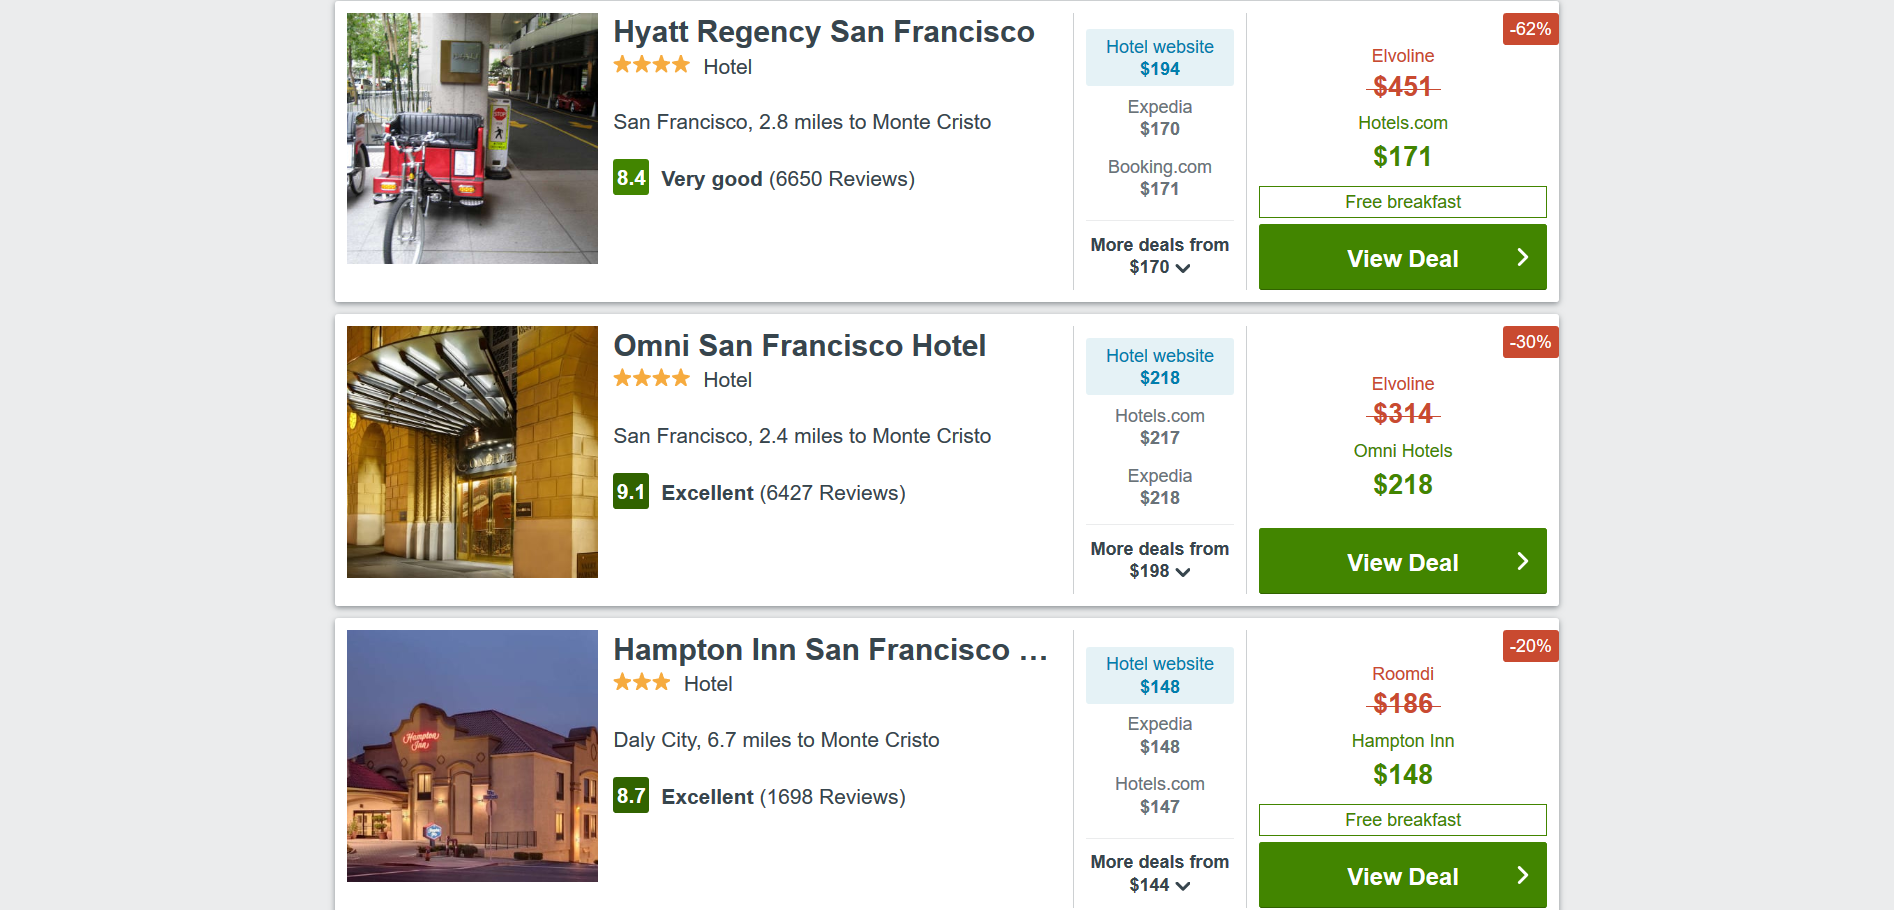 Hyatt Regency San Francisco
Hotel
San Francisco, 2.8 miles to Monte Cristo
8.4 Very good (6650 Reviews)
Hotel website
$194
Expedia
$170
Booking.com
$171
More deals from
$170
-62%
Elvoline
$451
Hotels.com
$171
Free breakfast
View Deal
STOP
Omni San Francisco Hotel
Hotel
San Francisco, 2.4 miles to Monte Cristo
9.1 Excellent (6427 Reviews)
Hotel website
$218
Hotels.com
$217
Expedia
$218
More deals from
$198
-30%
Elvoline
$314
Omni Hotels
$218
View Deal
Hampton Inn San Francisco ...
Hotel
Daly City, 6.7 miles to Monte Cristo
8.7 Excellent (1698 Reviews)
Hotel website
$148
Expedia
$148
Hotels.com
$147
More deals from
$144
-20%
Roomdi
$186
Hampton Inn
$148
Free breakfast
View Deal
Hampton
Inn